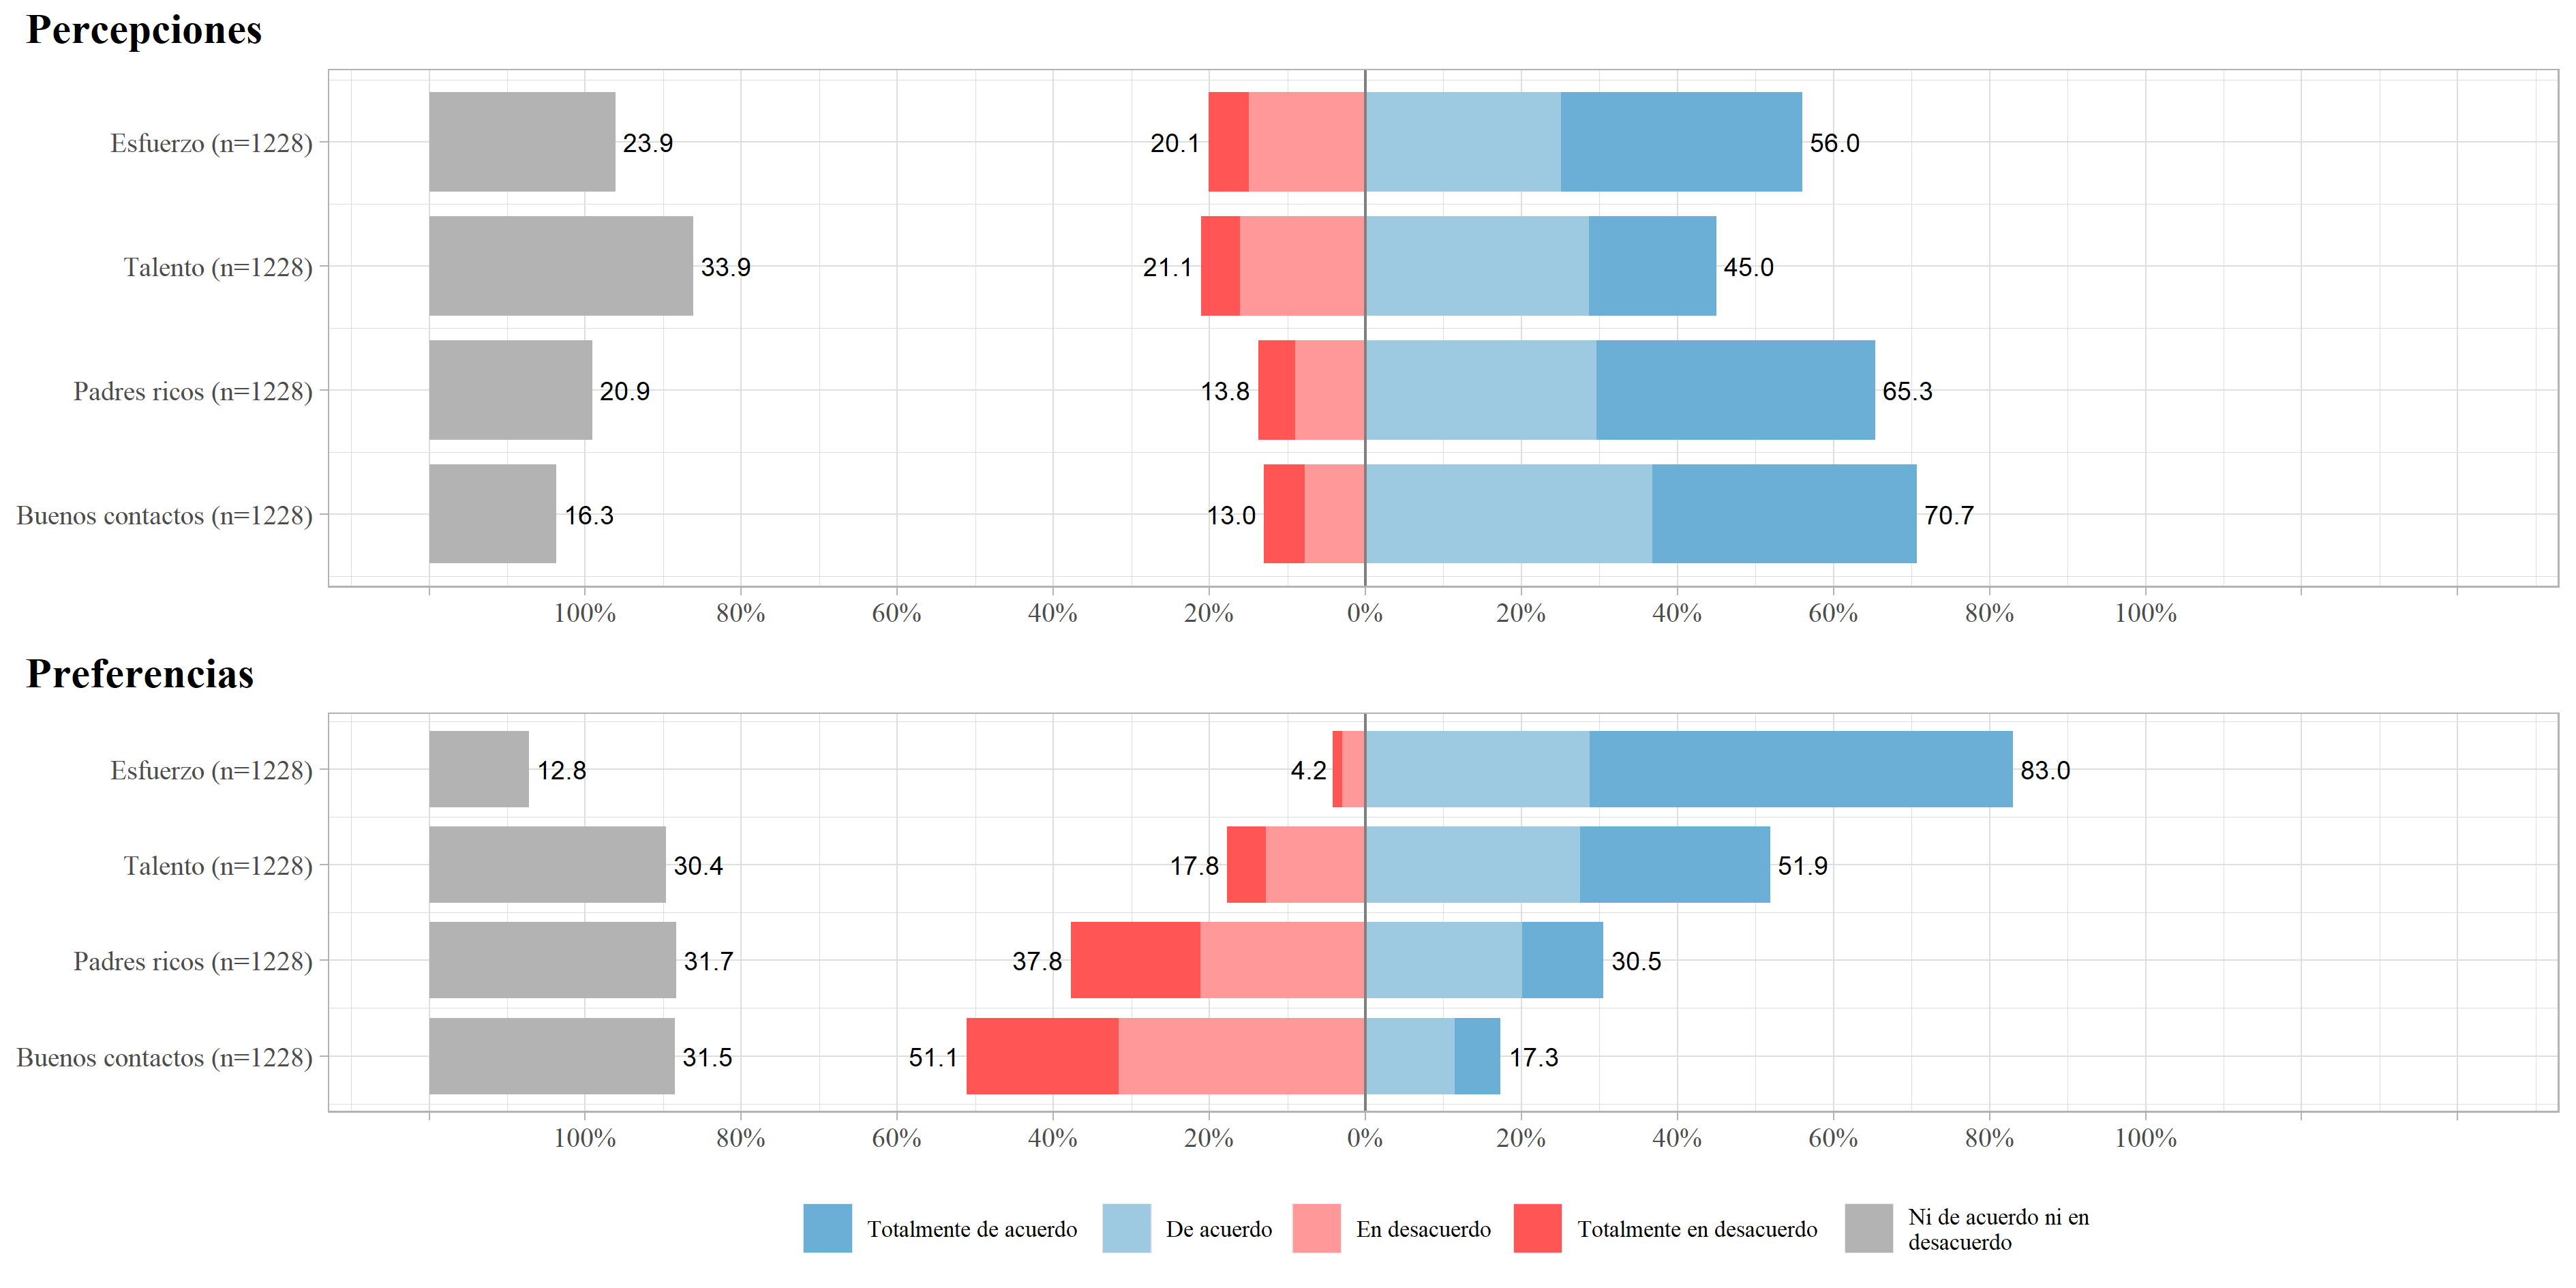 Percepciones
Esfuerzo (n=1228) 23.9 20.1 56.0
Talento (n=1228) 33.9 21.1 45.0
Padres ricos (n=1228) 20.9 13.8 65.3
Buenos contactos (n=1228) 16.3 13.0 70.7
100% 80% 60% 40% 20% 0% 20% 40% 60% 80% 100%
Preferencias
Esfuerzo (n=1228) 12.8 4.2 83.0
Talento (n=1228) 30.4 17.8 51.9
Padres ricos (n=1228) 31.7 37.8 30.5
Buenos contactos (n=1228) 31.5 51.1 17.3
100% 80% 60% 40% 20% 0% 20% 40% 60% 80% 100%
Totalmente de acuerdo De acuerdo En desacuerdo Totalmente en desacuerdo Ni de acuerdo ni en
desacuerdo